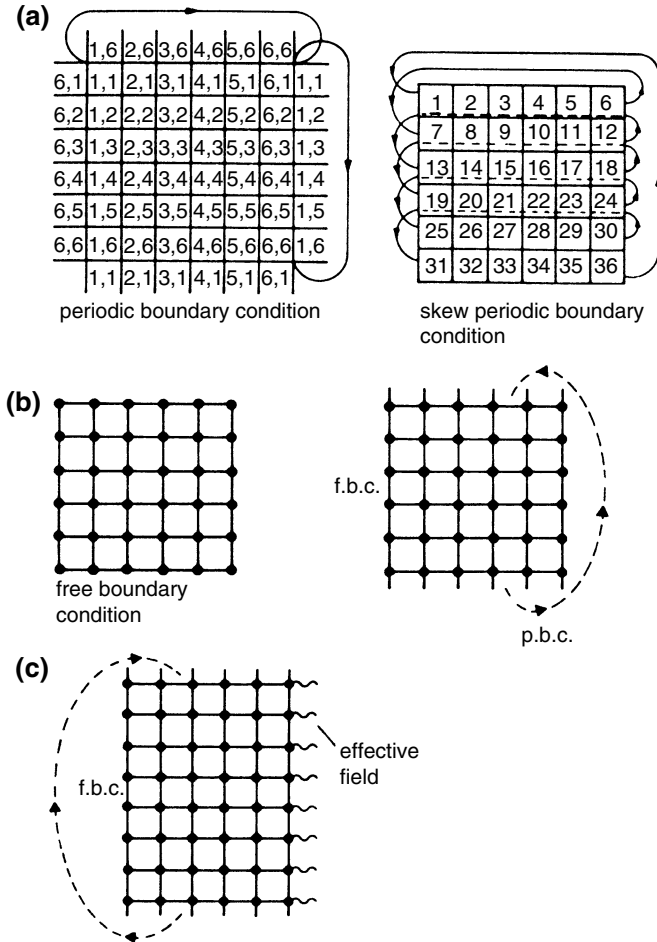 (a)
1,6 2,6 3,6 4,6 5,6 6,6
6,1 1,1 2,1 3,1 4,1 5,1 6,1 1,1
6,2 1,2 2,2 3,2 4,2 5,2 6,2 1,2
6,3 1,3 2,3 3,3 4,3 5,3 6,3 1,3
6,4 1,4 2,4 3,4 4,4 5,4 6,4 1,4
6,5 1,5 2,5 3,5 4,5 5,5 6,5 1,5
6,6 1,6 2,6 3,6 4,6 5,6 6,6 1,6
1,1 2,1 3,1 4,1 5,1 6,1
periodic boundary condition
1 2 3 4 5 6
7 8 9 10 11 12
13 14 15 16 17 18
19 20 21 22 23 24
25 26 27 28 29 30
31 32 33 34 35 36
skew periodic boundary
condition
(b)
free boundary
condition
f.b.c.
p.b.c.
(c)
f.b.c.
effective
field